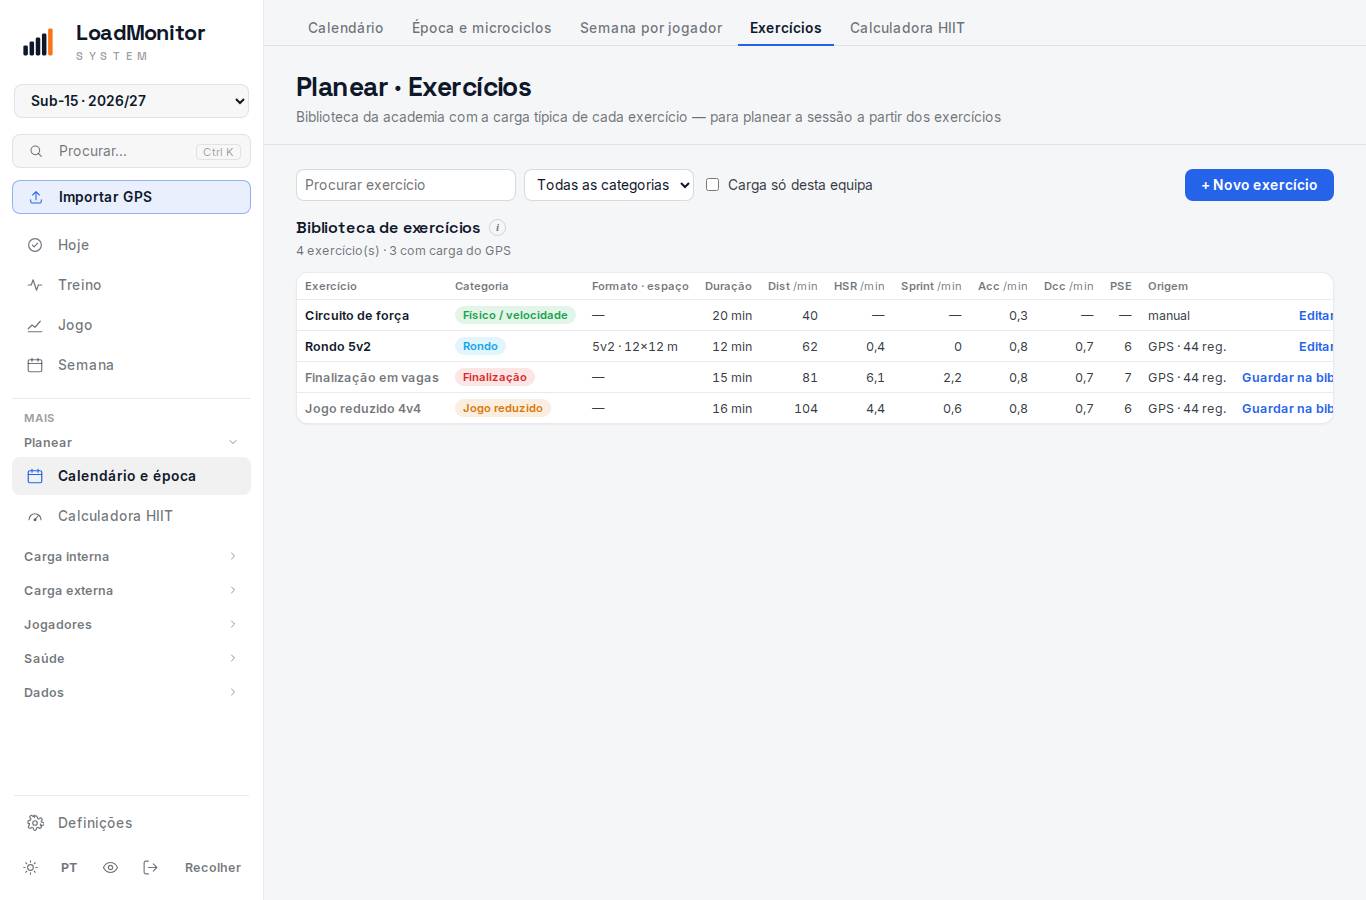 LoadMonitor
SYSTEM
Sub-15 · 2026/27
Procurar...
Ctrl K
Importar GPS
Hoje
Treino
Jogo
Semana
MAIS
Planear
Calendário e época
Calculadora HIIT
Carga interna
Carga externa
Jogadores
Saúde
Dados
Definições
PT
Recolher
Calendário Época e microciclos Semana por jogador Exercícios Calculadora HIIT
Planear · Exercícios
Biblioteca da academia com a carga típica de cada exercício — para planear a sessão a partir dos exercícios
Procurar exercício Todas as categorias Carga só desta equipa + Novo exercício
Biblioteca de exercícios i
4 exercício(s) · 3 com carga do GPS
Exercício Categoria Formato · espaço Duração Dist /min HSR /min Sprint /min Acc /min Dcc /min PSE Origem
Circuito de força Físico / velocidade — 20 min 40 — — 0,3 — — manual Editar
Rondo 5v2 Rondo 5v2 · 12×12 m 12 min 62 0,4 0 0,8 0,7 6 GPS · 44 reg. Editar
Finalização em vagas Finalização — 15 min 81 6,1 2,2 0,8 0,7 7 GPS · 44 reg. Guardar na bib
Jogo reduzido 4v4 Jogo reduzido — 16 min 104 4,4 0,6 0,8 0,7 6 GPS · 44 reg. Guardar na bib